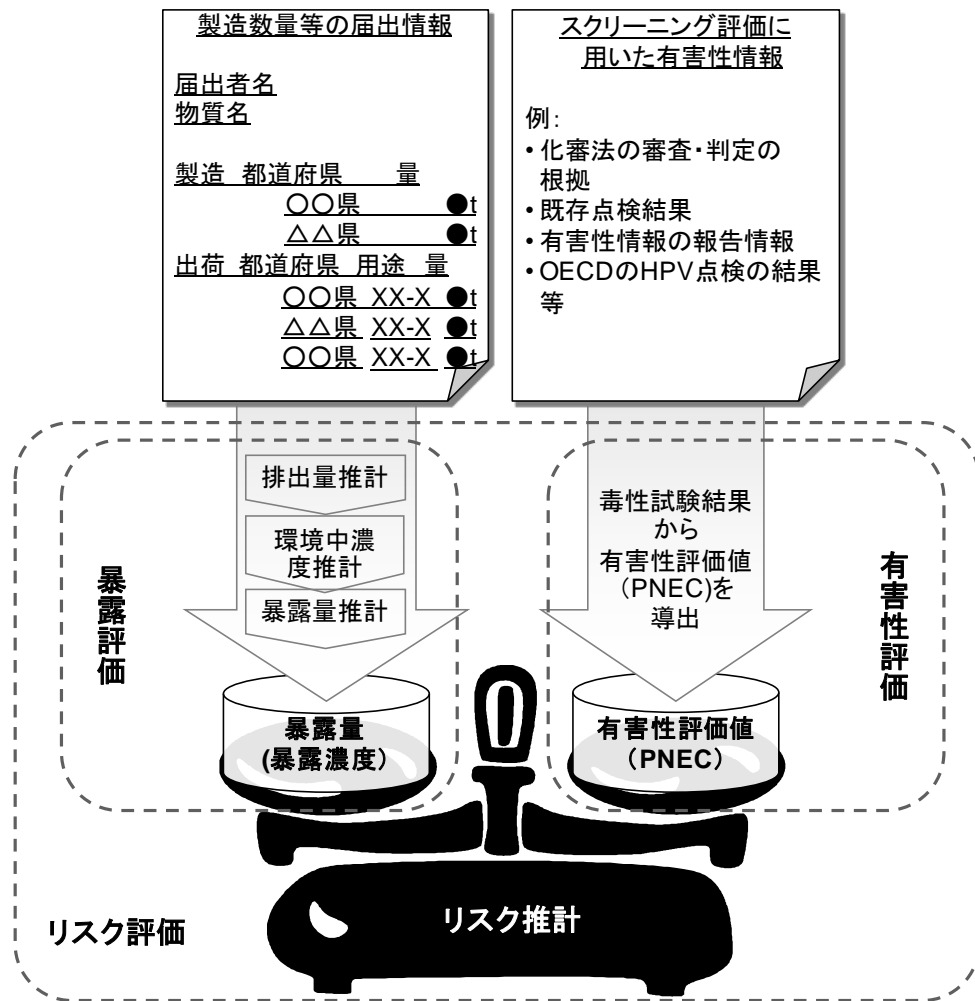 製造数量等の届出情報
届出者名
物質名
製造 都道府県 量
〇〇県 ●t
△△県 ●t
出荷 都道府県 用途 量
〇〇県 XX-X ●t
△△県 XX-X ●t
〇〇県 XX-X ●t
スクリーニング評価に
用いた有害性情報
例:
• 化審法の審査・判定の
根拠
• 既存点検結果
• 有害性情報の報告情報
• OECDのHPV点検の結果
等
排出量推計
環境中濃
度推計
暴露量推計
毒性試験結果
から
有害性評価値
(PNEC)を
導出
暴露評価
有害性評価
暴露量
(暴露濃度)
有害性評価値
(PNEC)
リスク推計
リスク評価